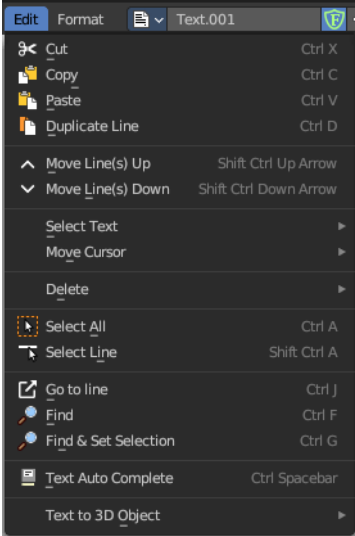 Edit Format Text.001
Cut Ctrl X
Copy Ctrl C
Paste Ctrl V
Duplicate Line Ctrl D
Move Line(s) Up Shift Ctrl Up Arrow
Move Line(s) Down Shift Ctrl Down Arrow
Select Text
Move Cursor
Delete
Select All Ctrl A
Select Line Shift Ctrl A
Go to line Ctrl J
Find Ctrl F
Find & Set Selection Ctrl G
Text Auto Complete Ctrl Spacebar
Text to 3D Object